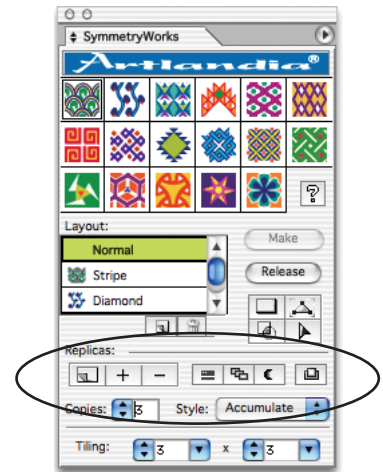 SymmetryWorks
Artlandia®
?
Layout:
Make
Normal
Stripe
Release
Diamond
Replicas:
Copies: 3 Style: Accumulate
Tiling: 3 x 3